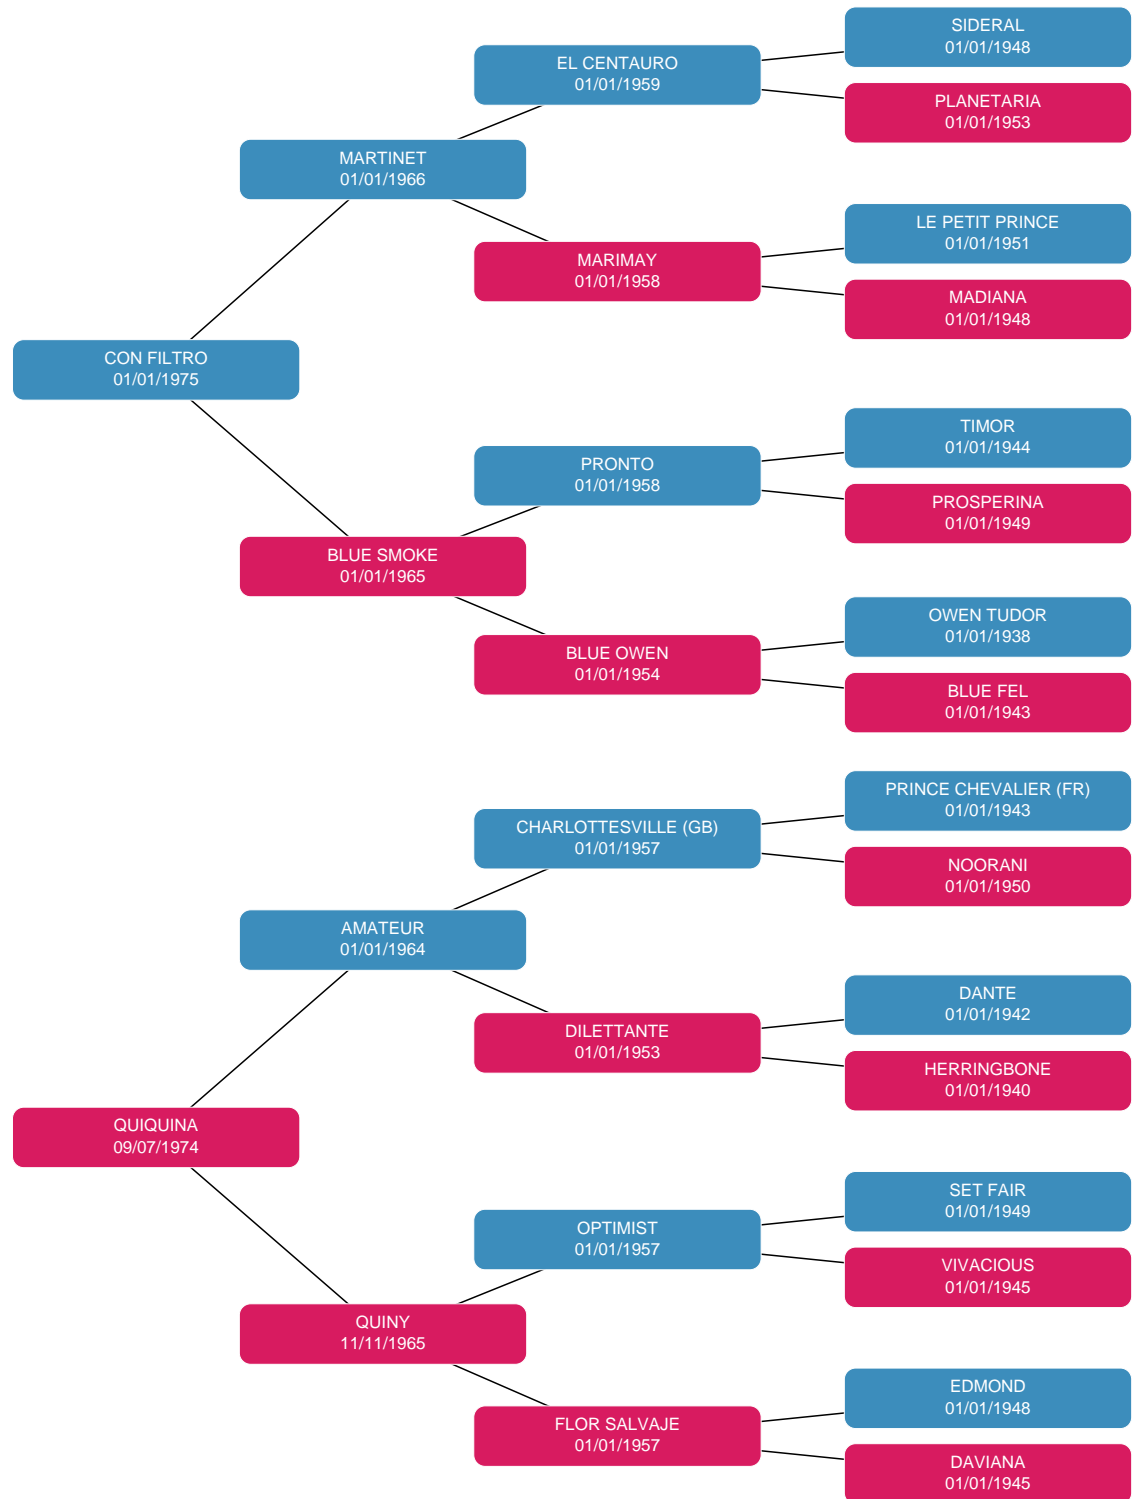 SIDERAL
01/01/1948
EL CENTAURO
01/01/1959
PLANETARIA
01/01/1953
MARTINET
01/01/1966
LE PETIT PRINCE
01/01/1951
MARIMAY
01/01/1958
MADIANA
01/01/1948
CON FILTRO
01/01/1975
TIMOR
01/01/1944
PRONTO
01/01/1958
PROSPERINA
01/01/1949
BLUE SMOKE
01/01/1965
OWEN TUDOR
01/01/1938
BLUE OWEN
01/01/1954
BLUE FEL
01/01/1943
PRINCE CHEVALIER (FR)
01/01/1943
CHARLOTTESVILLE (GB)
01/01/1957
NOORANI
01/01/1950
AMATEUR
01/01/1964
DANTE
01/01/1942
DILETTANTE
01/01/1953
HERRINGBONE
01/01/1940
QUIQUINA
09/07/1974
SET FAIR
01/01/1949
OPTIMIST
01/01/1957
VIVACIOUS
01/01/1945
QUINY
11/11/1965
EDMOND
01/01/1948
FLOR SALVAJE
01/01/1957
DAVIANA
01/01/1945